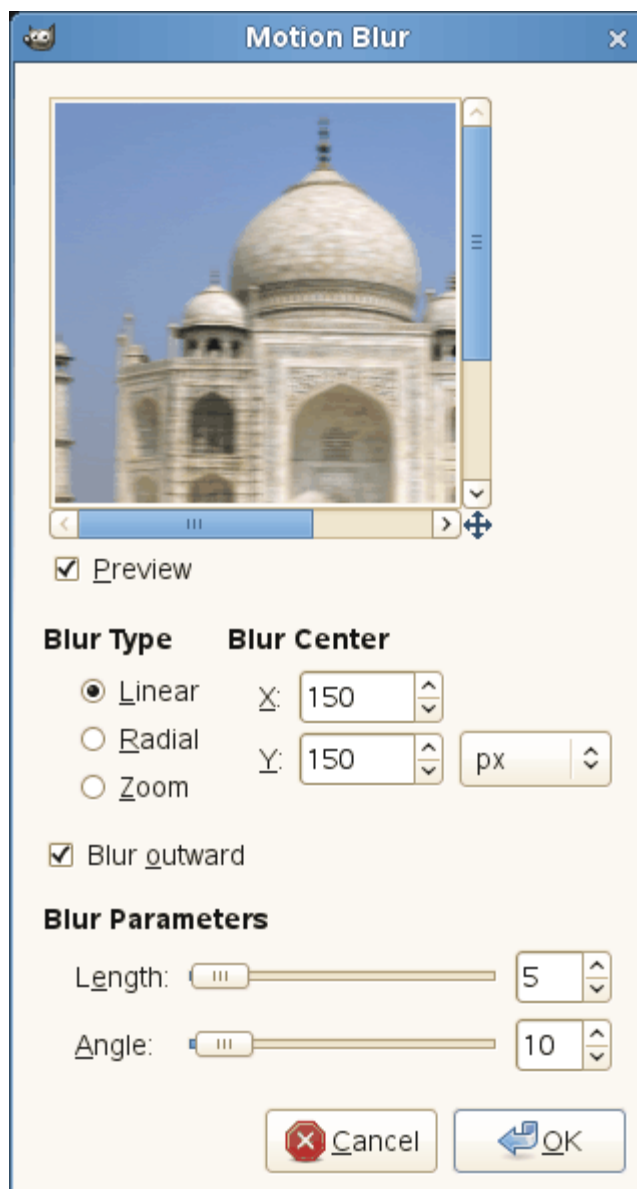 Motion Blur
Preview
Blur Type Blur Center
Linear X: 150
Radial
Y: 150 px
Zoom
Blur outward
Blur Parameters
Length: 5
Angle: 10
Cancel OK